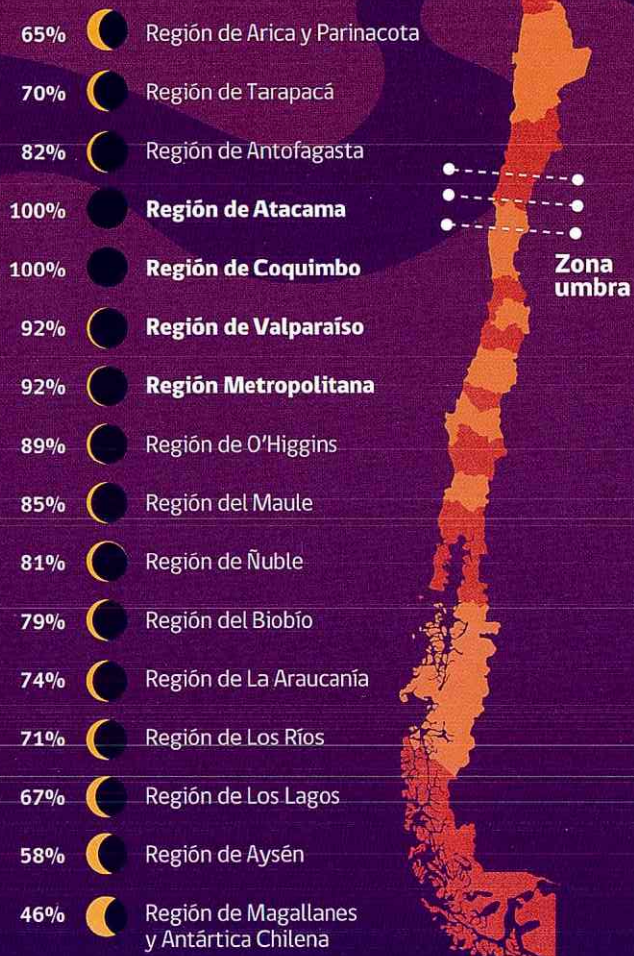 65% Región de Arica y Parinacota
70% Región de Tarapacá
82% Región de Antofagasta
100% Región de Atacama
100% Región de Coquimbo
Zona
umbra
92% Región de Valparaíso
92% Región Metropolitana
89% Región de O'Higgins
85% Región del Maule
81% Región de Ñuble
79% Región del Biobío
74% Región de La Araucanía
71% Región de Los Ríos
67% Región de Los Lagos
58% Región de Aysén
46% Región de Magallanes
y Antártica Chilena